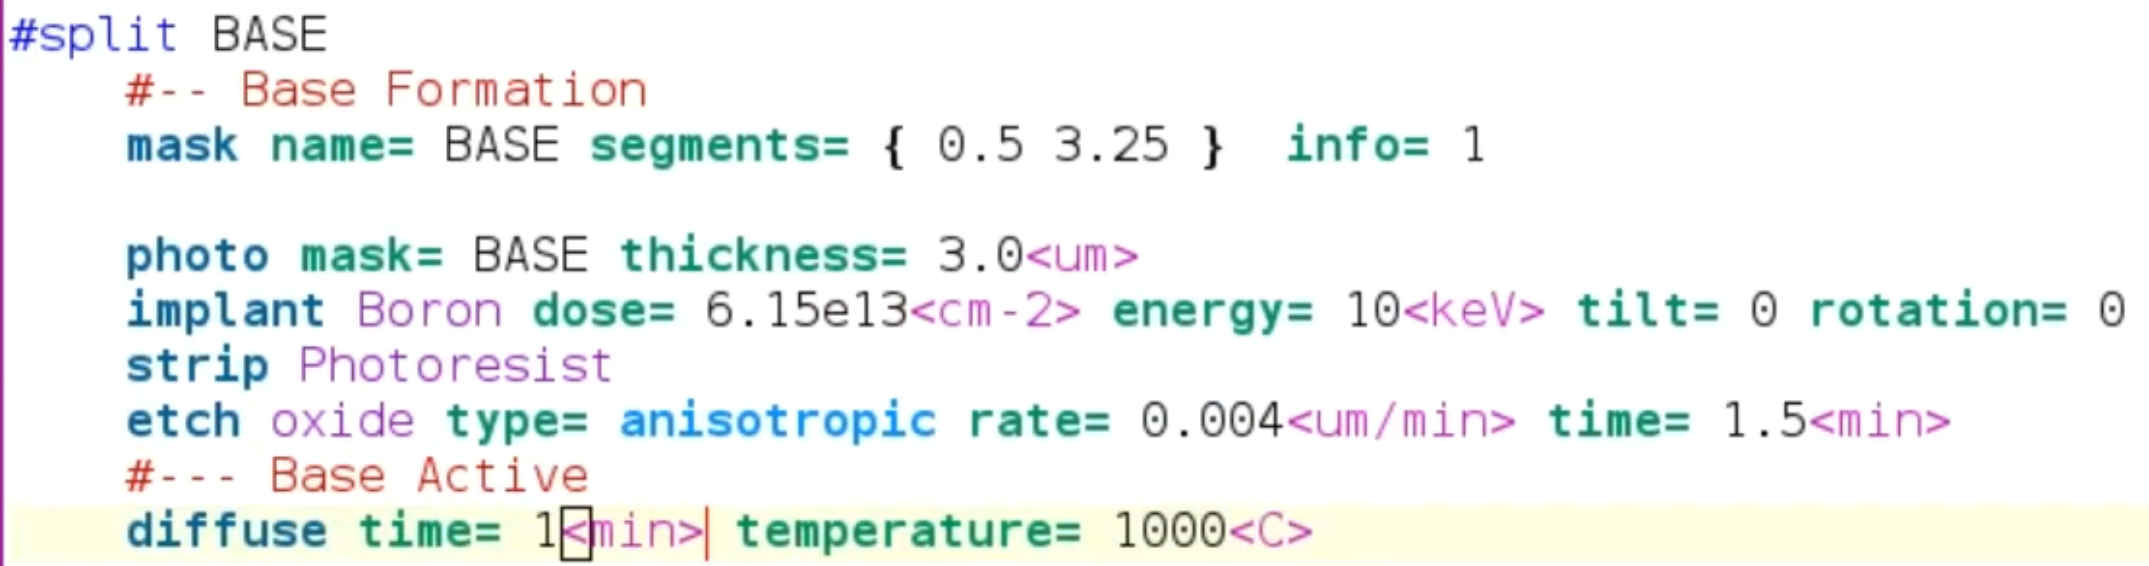 #split BASE
#-- Base Formation
mask name= BASE segments= { 0.5 3.25 } info= 1
photo mask= BASE thickness= 3.0<um>
implant Boron dose= 6.15e13<cm-2> energy= 10<keV> tilt= 0 rotation= 0
strip Photoresist
etch oxide type= anisotropic rate= 0.004<um/min> time= 1.5<min>
#--- Base Active
diffuse time= 1<min> temperature= 1000<C>